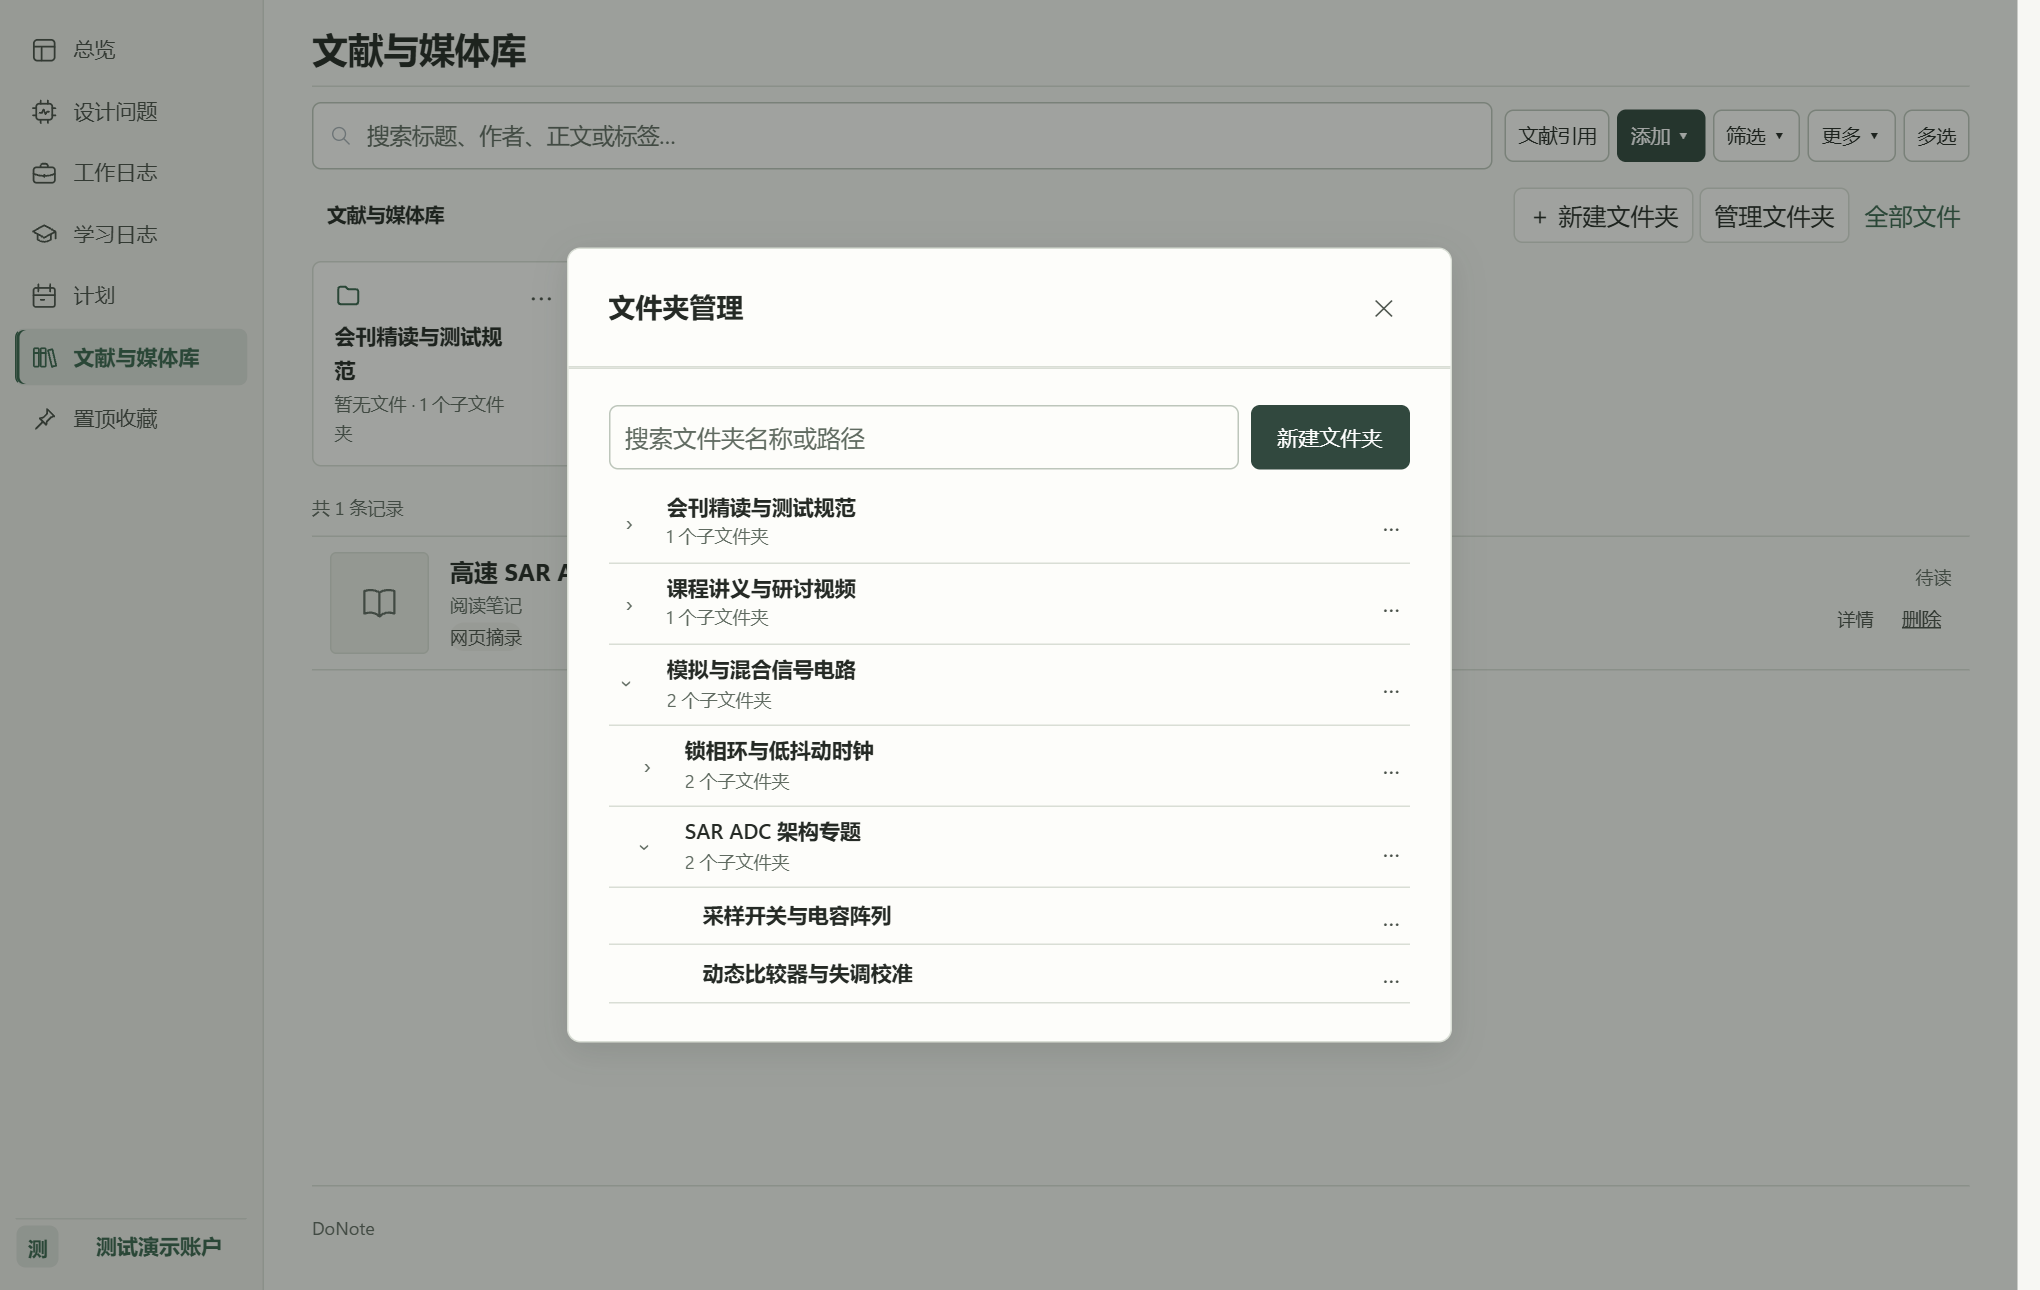 总览
设计问题
工作日志
学习日志
计划
文献与媒体库
置顶收藏
测
测试演示账户
文献与媒体库
搜索标题、作者、正文或标签...
文献引用
添加 ▾
筛选 ▾
更多 ▾
多选
文献与媒体库
+ 新建文件夹
管理文件夹
全部文件
...
会刊精读与测试规
范
暂无文件 · 1 个子文件
夹
共 1 条记录
高速 SAR A
阅读笔记
网页摘录
待读
详情
删除
文件夹管理
搜索文件夹名称或路径
新建文件夹
会刊精读与测试规范
1 个子文件夹
...
课程讲义与研讨视频
1 个子文件夹
...
模拟与混合信号电路
2 个子文件夹
...
锁相环与低抖动时钟
2 个子文件夹
...
SAR ADC 架构专题
2 个子文件夹
...
采样开关与电容阵列
...
动态比较器与失调校准
...
DoNote